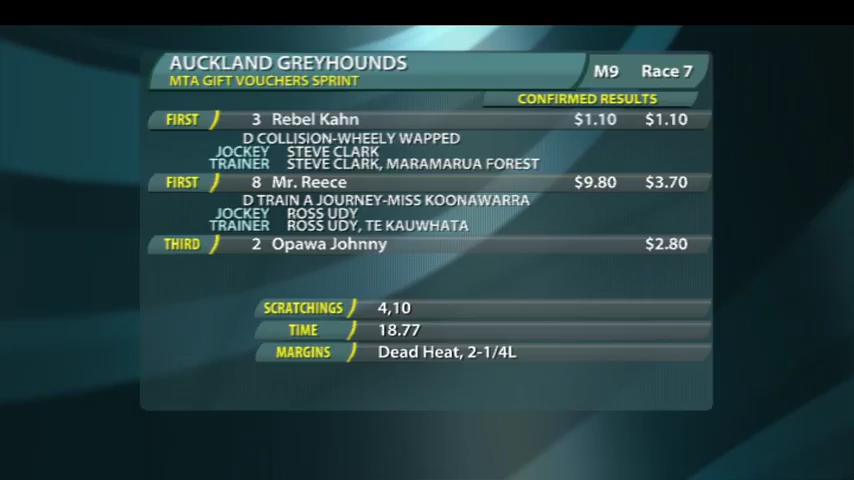 AUCKLAND GREYHOUNDS
MTA GIFT VOUCHERS SPRINT
M9 Race 7
CONFIRMED RESULTS
FIRST 3 Rebel Kahn $1.10 $1.10
D COLLISION-WHEELY WAPPED
JOCKEY STEVE CLARK
TRAINER STEVE CLARK, MARAMARUA FOREST
FIRST 8 Mr. Reece $9.80 $3.70
D TRAIN A JOURNEY-MISS KOONAWARRA
JOCKEY ROSS UDY
TRAINER ROSS UDY, TE KAUWHATA
THIRD 2 Opawa Johnny $2.80
SCRATCHINGS 4,10
TIME 18.77
MARGINS Dead Heat, 2-1/4L